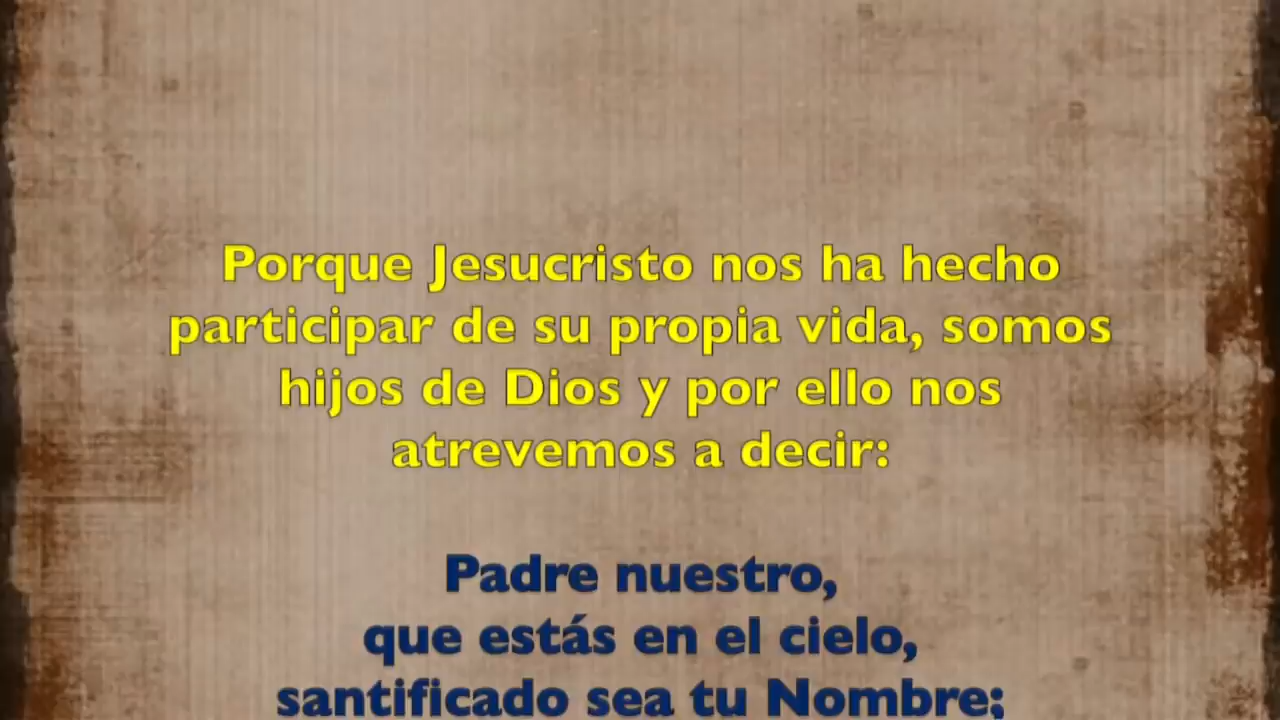 Porque Jesucristo nos ha hecho
participar de su propia vida, somos
hijos de Dios y por ello nos
atrevemos a decir:
Padre nuestro,
que estás en el cielo,
santificado sea tu Nombre;